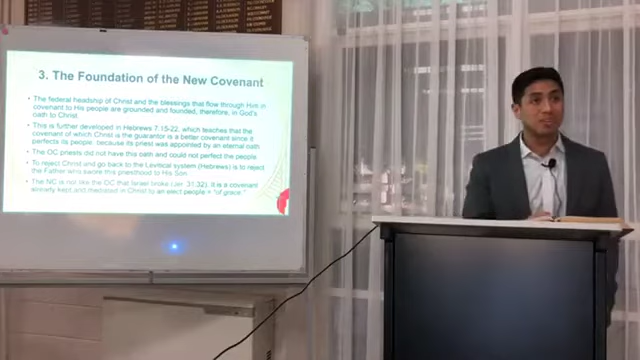 3. The Foundation of the New Covenant
• The federal headship of Christ and the blessings that flow through Him in
covenant to His people are grounded and founded, therefore, in God's
oath to Christ.
• This is further developed in Hebrews 7:15-22, which teaches that the
covenant of which Christ is the guarantor is a better covenant since it
perfects its people, because its priest was appointed by an eternal oath
• The OC priests did not have this oath and could not perfect the people.
• To reject Christ and go back to the Levitical system (Hebrews) is to reject
the Father who swore this priesthood to His Son.
• The NC is not like the OC that Israel broke (Jer. 31:32). It is a covenant
already kept and mediated in Christ to an elect people = "of grace."